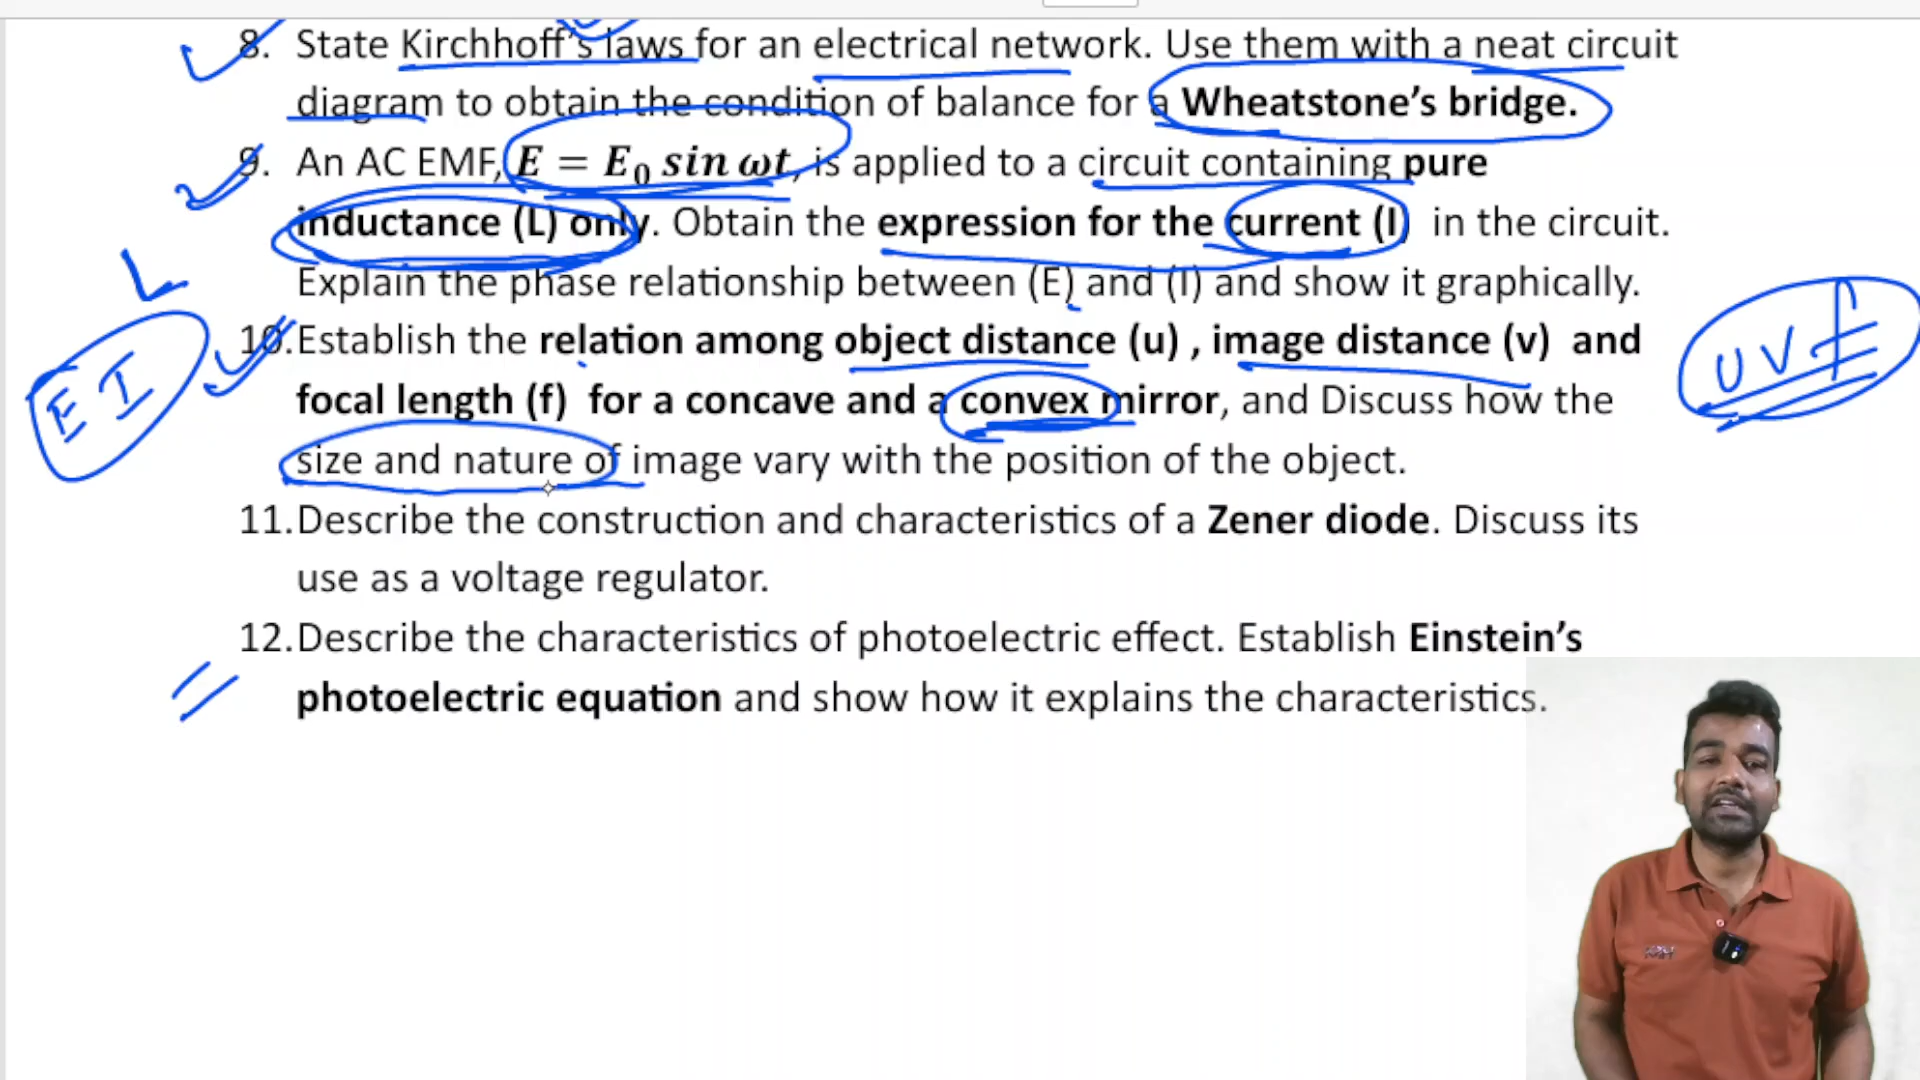 8. State Kirchhoff's laws for an electrical network. Use them with a neat circuit
diagram to obtain the condition of balance for a Wheatstone's bridge.
9. An AC EMF, E = E₀ sin ωt, is applied to a circuit containing pure
inductance (L) only. Obtain the expression for the current (I) in the circuit.
L
Explain the phase relationship between (E) and (I) and show it graphically.
10. Establish the relation among object distance (u) , image distance (v) and
U V f
E I
focal length (f) for a concave and a convex mirror, and Discuss how the
size and nature of image vary with the position of the object.
11. Describe the construction and characteristics of a Zener diode. Discuss its
use as a voltage regulator.
12. Describe the characteristics of photoelectric effect. Establish Einstein's
photoelectric equation and show how it explains the characteristics.